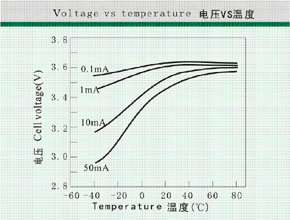 Voltage vs temperature 电压VS温度
电压 Cell voltage(V)
3.8
3.6
3.4
3.2
3.0
2.8
0.1mA
1mA
10mA
50mA
-60 -40 -20 0 20 40 60 80
Temperature 温度(℃)